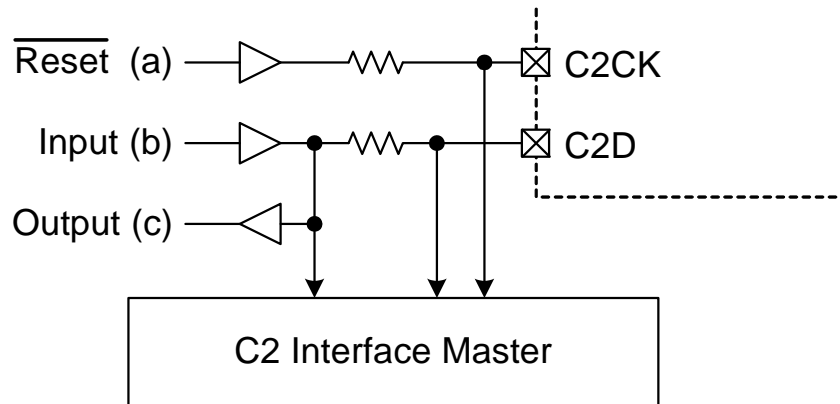 Reset (a)
C2CK
Input (b)
C2D
Output (c)
C2 Interface Master